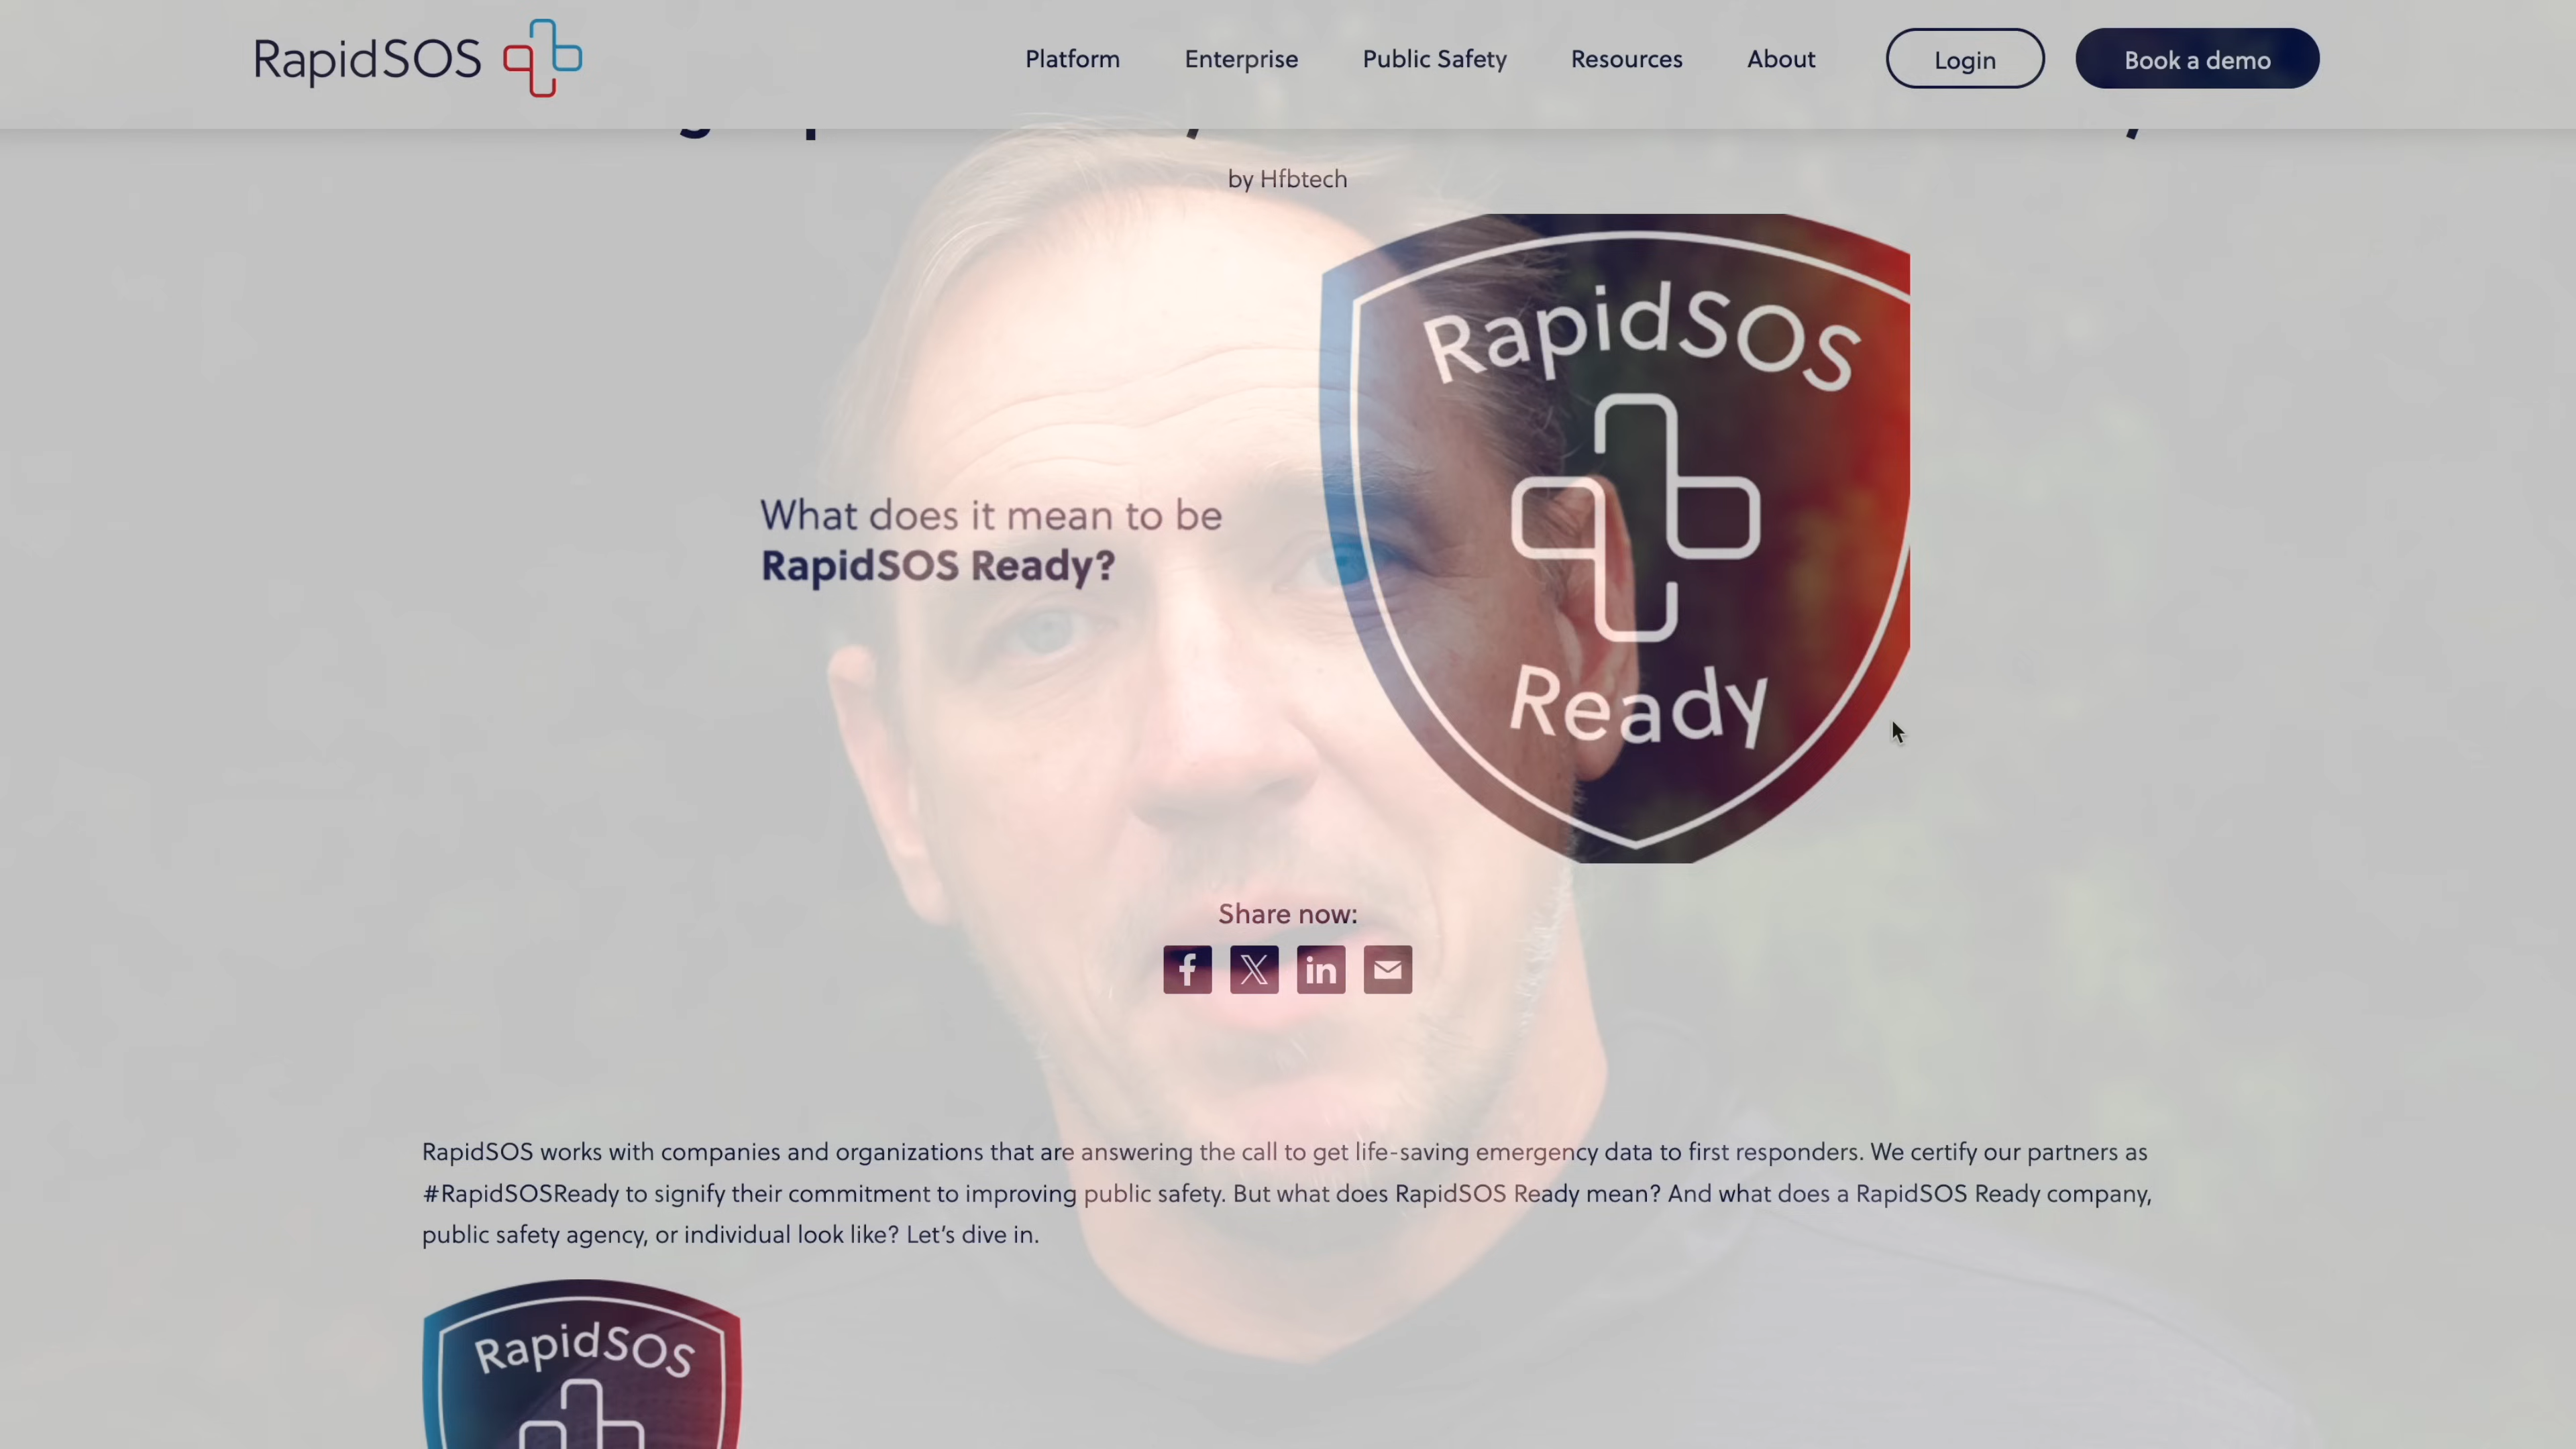 RapidSOS
Platform Enterprise Public Safety Resources About Login Book a demo
by Hfbtech
What does it mean to be
RapidSOS Ready?
RapidSOS
Ready
Share now:
RapidSOS works with companies and organizations that are answering the call to get life-saving emergency data to first responders. We certify our partners as
#RapidSOSReady to signify their commitment to improving public safety. But what does RapidSOS Ready mean? And what does a RapidSOS Ready company,
public safety agency, or individual look like? Let’s dive in.
RapidSOS